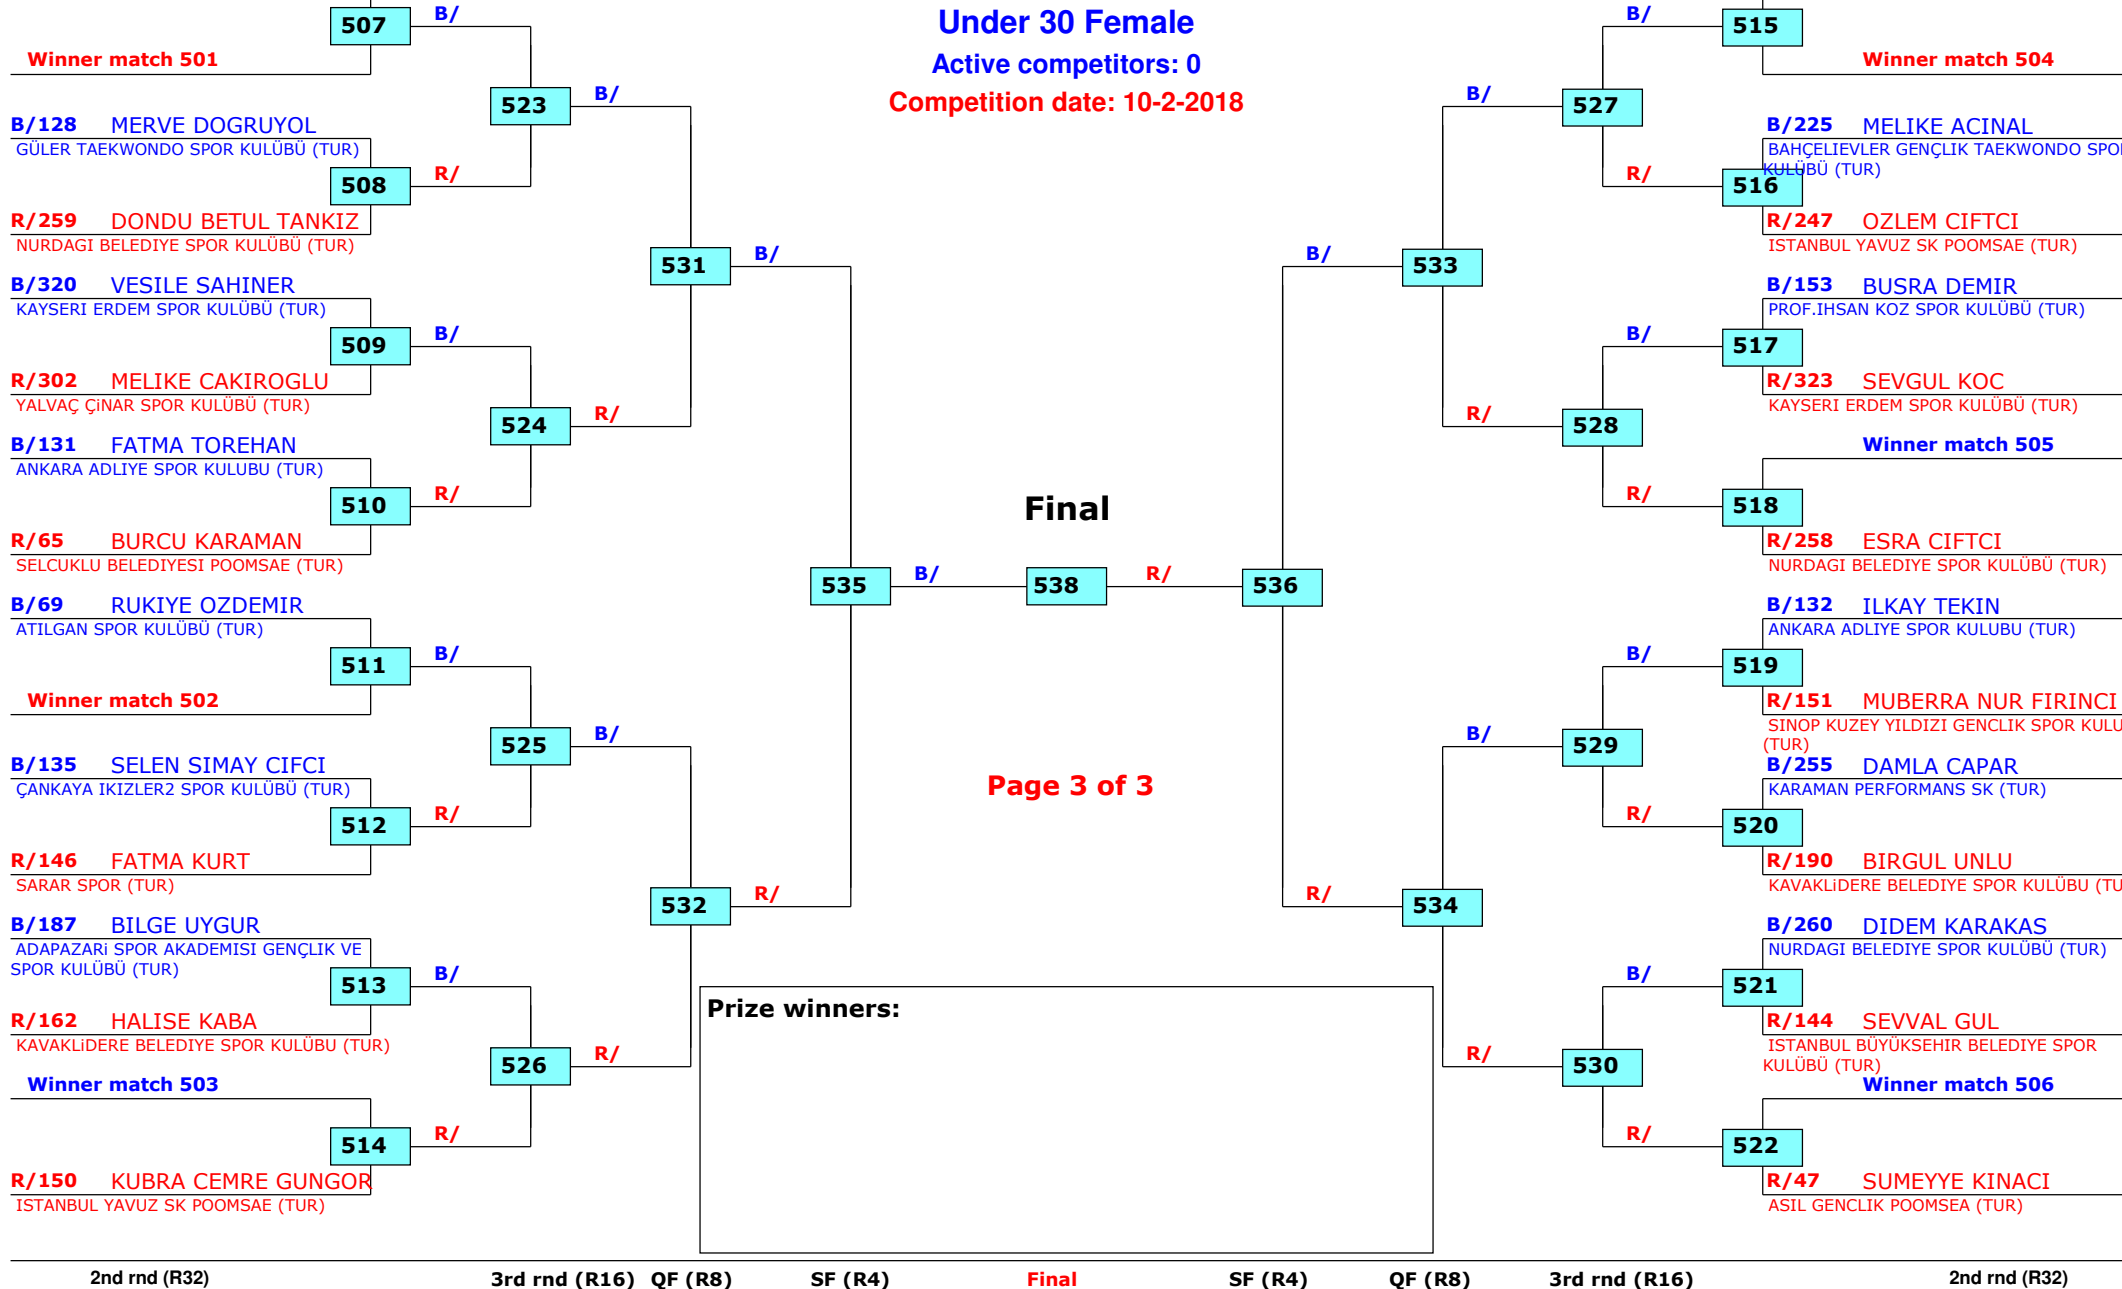 Under 30 Female
Active competitors: 0
Competition date: 10-2-2018
507
B/
Winner match 501
523
B/
B/128 MERVE DOGRUYOL
GÜLER TAEKWONDO SPOR KULÜBÜ (TUR)
508
R/
R/259 DONDU BETUL TANKIZ
NURDAGI BELEDIYE SPOR KULÜBÜ (TUR)
531
B/
B/320 VESILE SAHINER
KAYSERI ERDEM SPOR KULÜBÜ (TUR)
509
B/
R/302 MELIKE CAKIROGLU
YALVAÇ ÇiNAR SPOR KULÜBÜ (TUR)
524
R/
B/131 FATMA TOREHAN
ANKARA ADLIYE SPOR KULUBU (TUR)
510
R/
R/65 BURCU KARAMAN
SELCUKLU BELEDIYESI POOMSAE (TUR)
535
B/
B/69 RUKIYE OZDEMIR
ATILGAN SPOR KULÜBÜ (TUR)
511
B/
Winner match 502
525
B/
B/135 SELEN SIMAY CIFCI
ÇANKAYA IKIZLER2 SPOR KULÜBÜ (TUR)
512
R/
R/146 FATMA KURT
SARAR SPOR (TUR)
532
R/
B/187 BILGE UYGUR
ADAPAZARi SPOR AKADEMISI GENÇLIK VE
SPOR KULÜBÜ (TUR)
513
B/
R/162 HALISE KABA
KAVAKLiDERE BELEDIYE SPOR KULÜBU (TUR)
526
R/
Winner match 503
514
R/
R/150 KUBRA CEMRE GUNGOR
ISTANBUL YAVUZ SK POOMSAE (TUR)
Final
538
R/
536
Page 3 of 3
Prize winners:
B/
515
Winner match 504
B/
527
B/225 MELIKE ACINAL
BAHÇELIEVLER GENÇLIK TAEKWONDO SPO
KULÜBÜ (TUR)
R/
516
R/247 OZLEM CIFTCI
ISTANBUL YAVUZ SK POOMSAE (TUR)
B/
533
B/153 BUSRA DEMIR
PROF.IHSAN KOZ SPOR KULÜBÜ (TUR)
B/
517
R/323 SEVGUL KOC
KAYSERI ERDEM SPOR KULÜBÜ (TUR)
R/
528
Winner match 505
R/
518
R/258 ESRA CIFTCI
NURDAGI BELEDIYE SPOR KULÜBÜ (TUR)
B/132 ILKAY TEKIN
ANKARA ADLIYE SPOR KULUBU (TUR)
B/
519
R/151 MUBERRA NUR FIRINCI
SINOP KUZEY YILDIZI GENCLIK SPOR KULU
(TUR)
B/
529
B/255 DAMLA CAPAR
KARAMAN PERFORMANS SK (TUR)
R/
520
R/190 BIRGUL UNLU
KAVAKLiDERE BELEDIYE SPOR KULÜBU (TU
R/
534
B/260 DIDEM KARAKAS
NURDAGI BELEDIYE SPOR KULÜBÜ (TUR)
B/
521
R/144 SEVVAL GUL
ISTANBUL BÜYÜKSEHIR BELEDIYE SPOR
KULÜBÜ (TUR)
R/
530
Winner match 506
R/
522
R/47 SUMEYYE KINACI
ASIL GENCLIK POOMSEA (TUR)
2nd rnd (R32) 3rd rnd (R16) QF (R8) SF (R4) Final SF (R4) QF (R8) 3rd rnd (R16) 2nd rnd (R32)